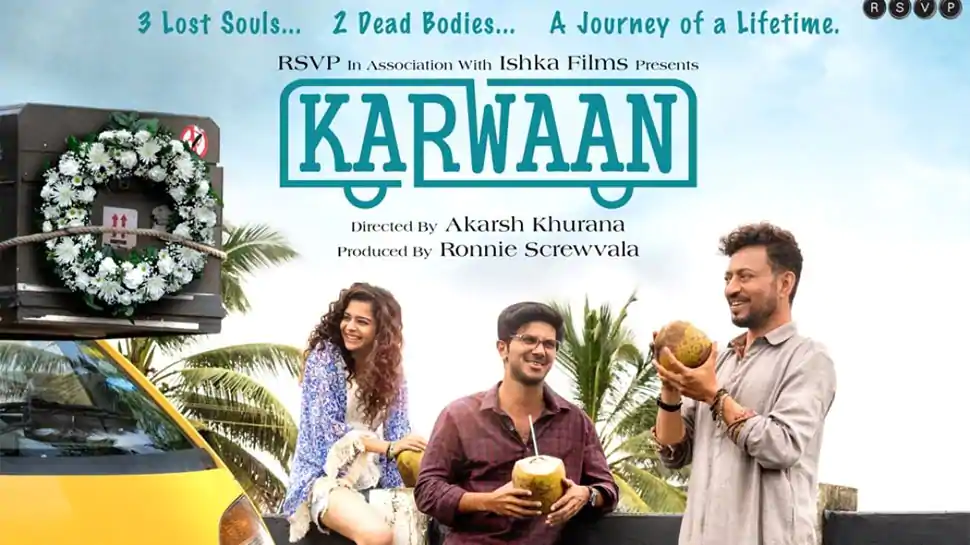 R S V P
3 Lost Souls... 2 Dead Bodies... A Journey of a Lifetime.
RSVP In Association With Ishka Films Presents
KARWAAN
Directed By Akarsh Khurana
Produced By Ronnie Screwvala